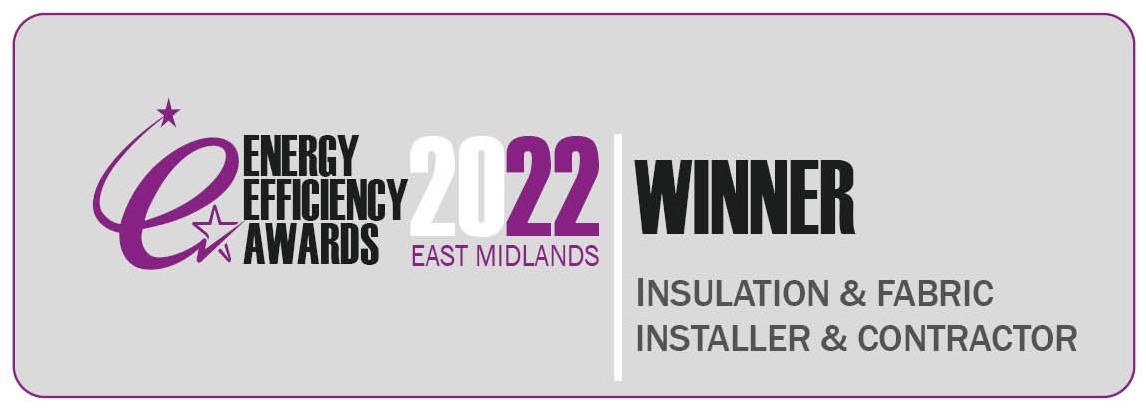 ENERGY
EFFICIENCY
AWARDS
2022
EAST MIDLANDS
WINNER
INSULATION & FABRIC
INSTALLER & CONTRACTOR